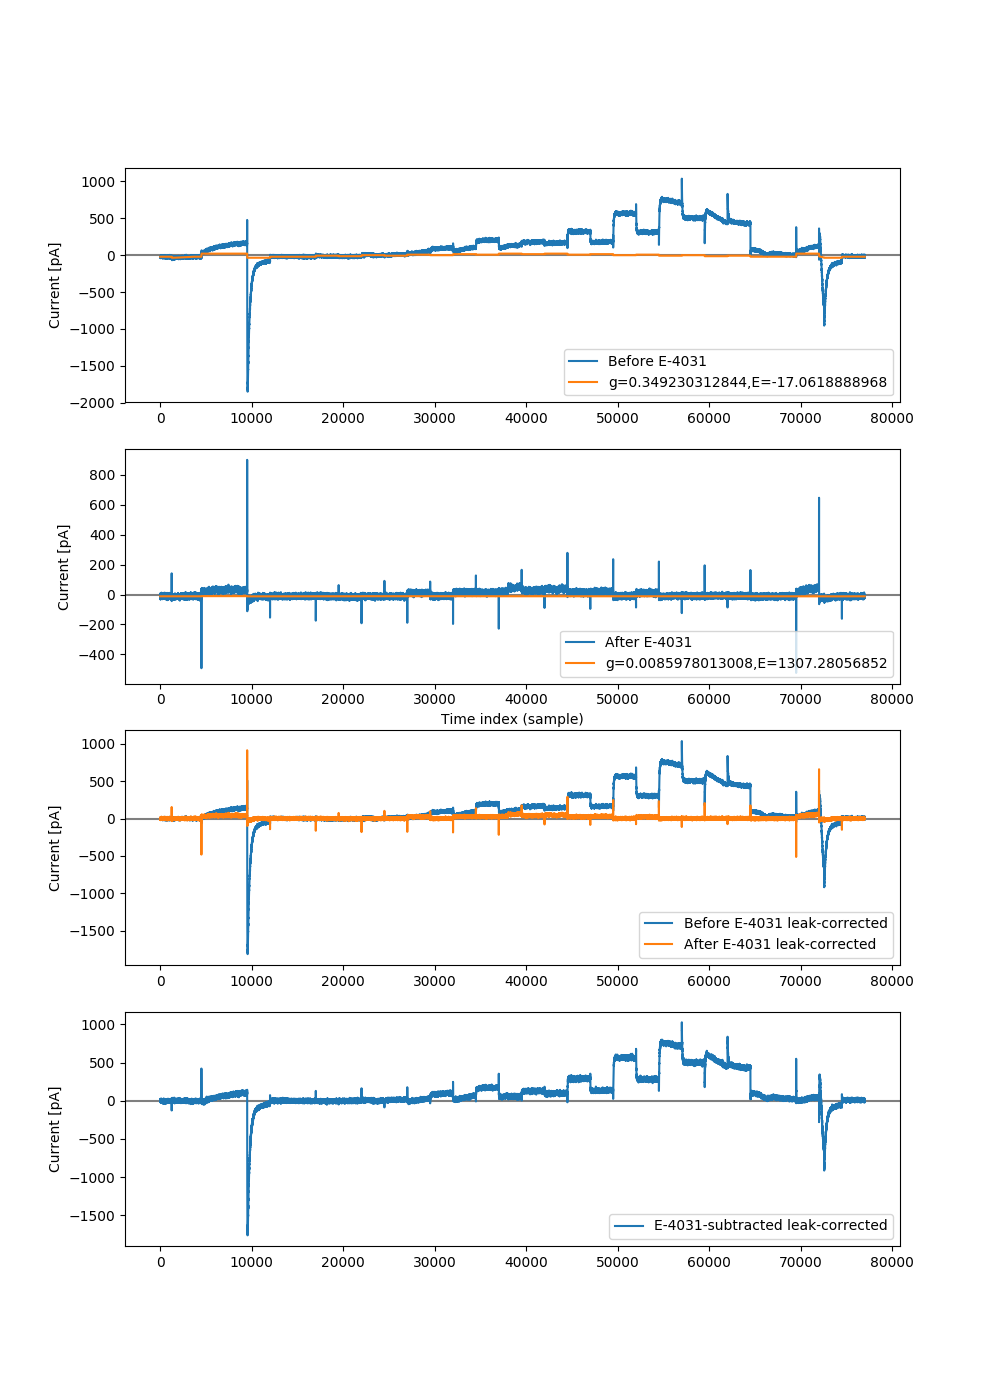 1000
500
0
−500
−1000
−1500
−2000
Current [pA]
Before E-4031
g=0.349230312844,E=-17.0618888968
0 10000 20000 30000 40000 50000 60000 70000 80000
800
600
400
200
0
−200
−400
Current [pA]
After E-4031
g=0.0085978013008,E=1307.28056852
0 10000 20000 30000 40000 50000 60000 70000 80000
Time index (sample)
1000
500
0
−500
−1000
−1500
Current [pA]
Before E-4031 leak-corrected
After E-4031 leak-corrected
0 10000 20000 30000 40000 50000 60000 70000 80000
1000
500
0
−500
−1000
−1500
Current [pA]
E-4031-subtracted leak-corrected
0 10000 20000 30000 40000 50000 60000 70000 80000